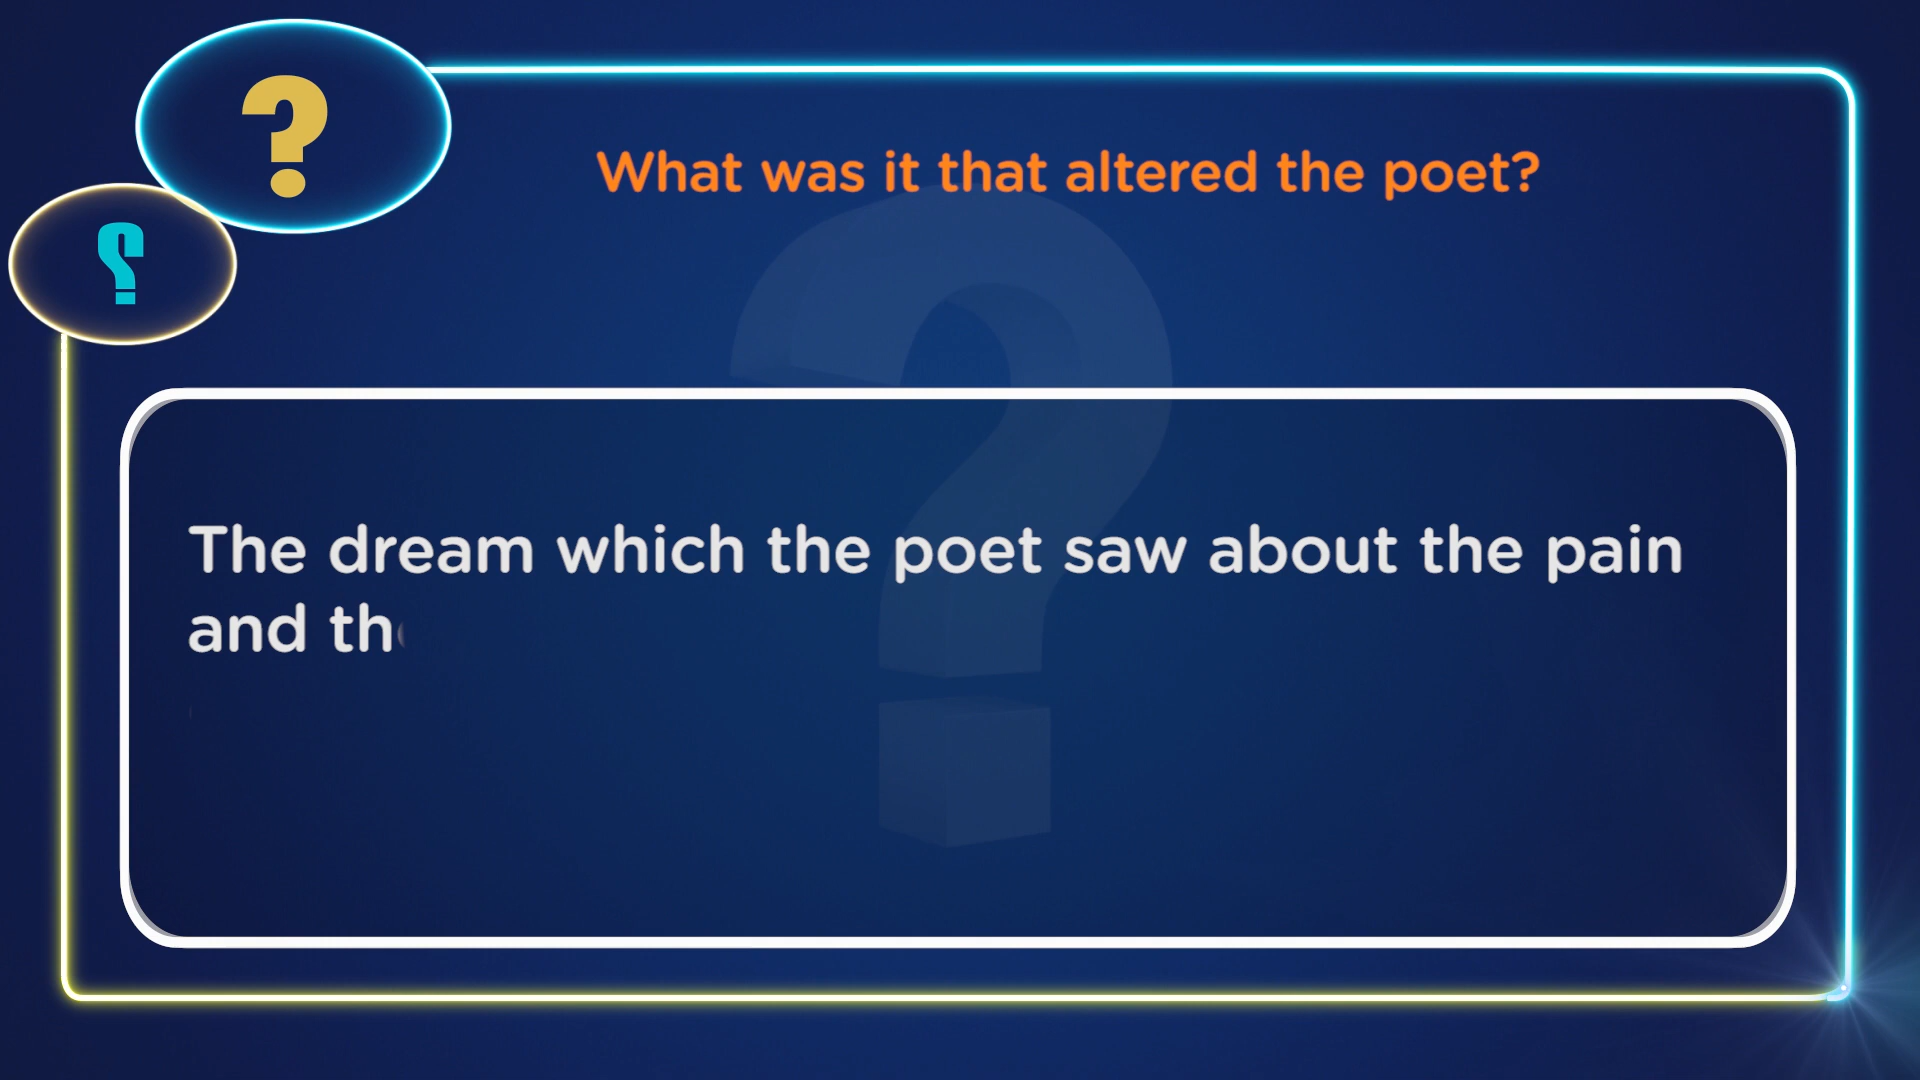 ?
?
What was it that altered the poet?
The dream which the poet saw about the pain
and th